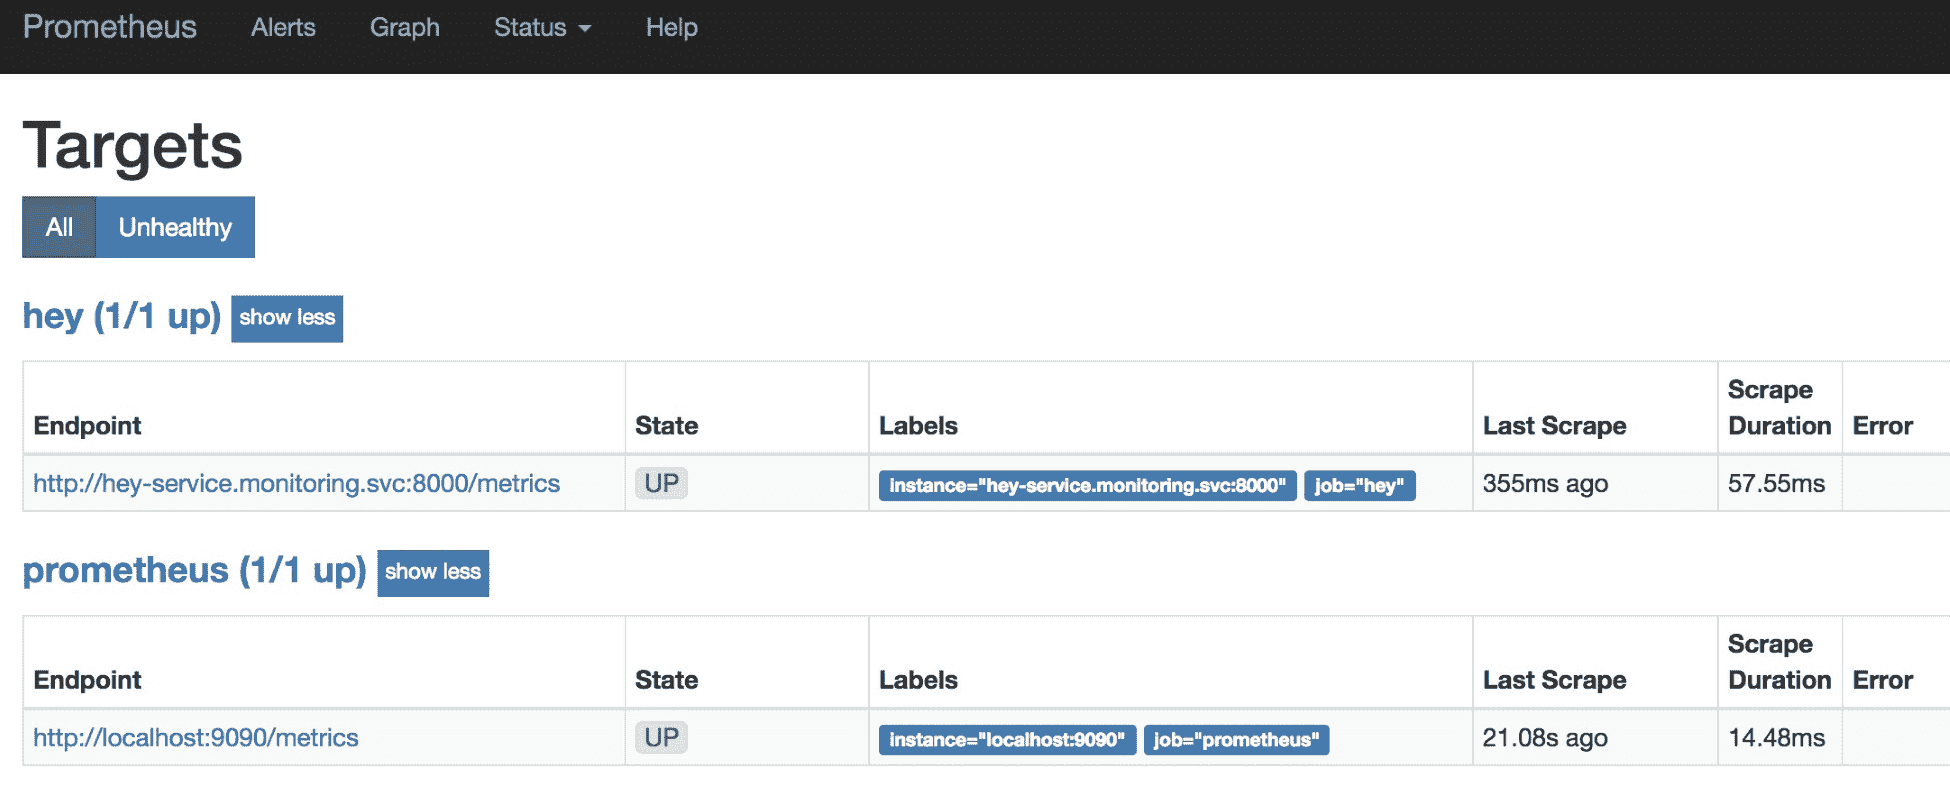 Prometheus Alerts Graph Status Help
Targets
All Unhealthy
hey (1/1 up) show less
Endpoint State Labels Last Scrape Scrape Duration Error
http://hey-service.monitoring.svc:8000/metrics UP instance="hey-service.monitoring.svc:8000" job="hey" 355ms ago 57.55ms
prometheus (1/1 up) show less
Endpoint State Labels Last Scrape Scrape Duration Error
http://localhost:9090/metrics UP instance="localhost:9090" job="prometheus" 21.08s ago 14.48ms